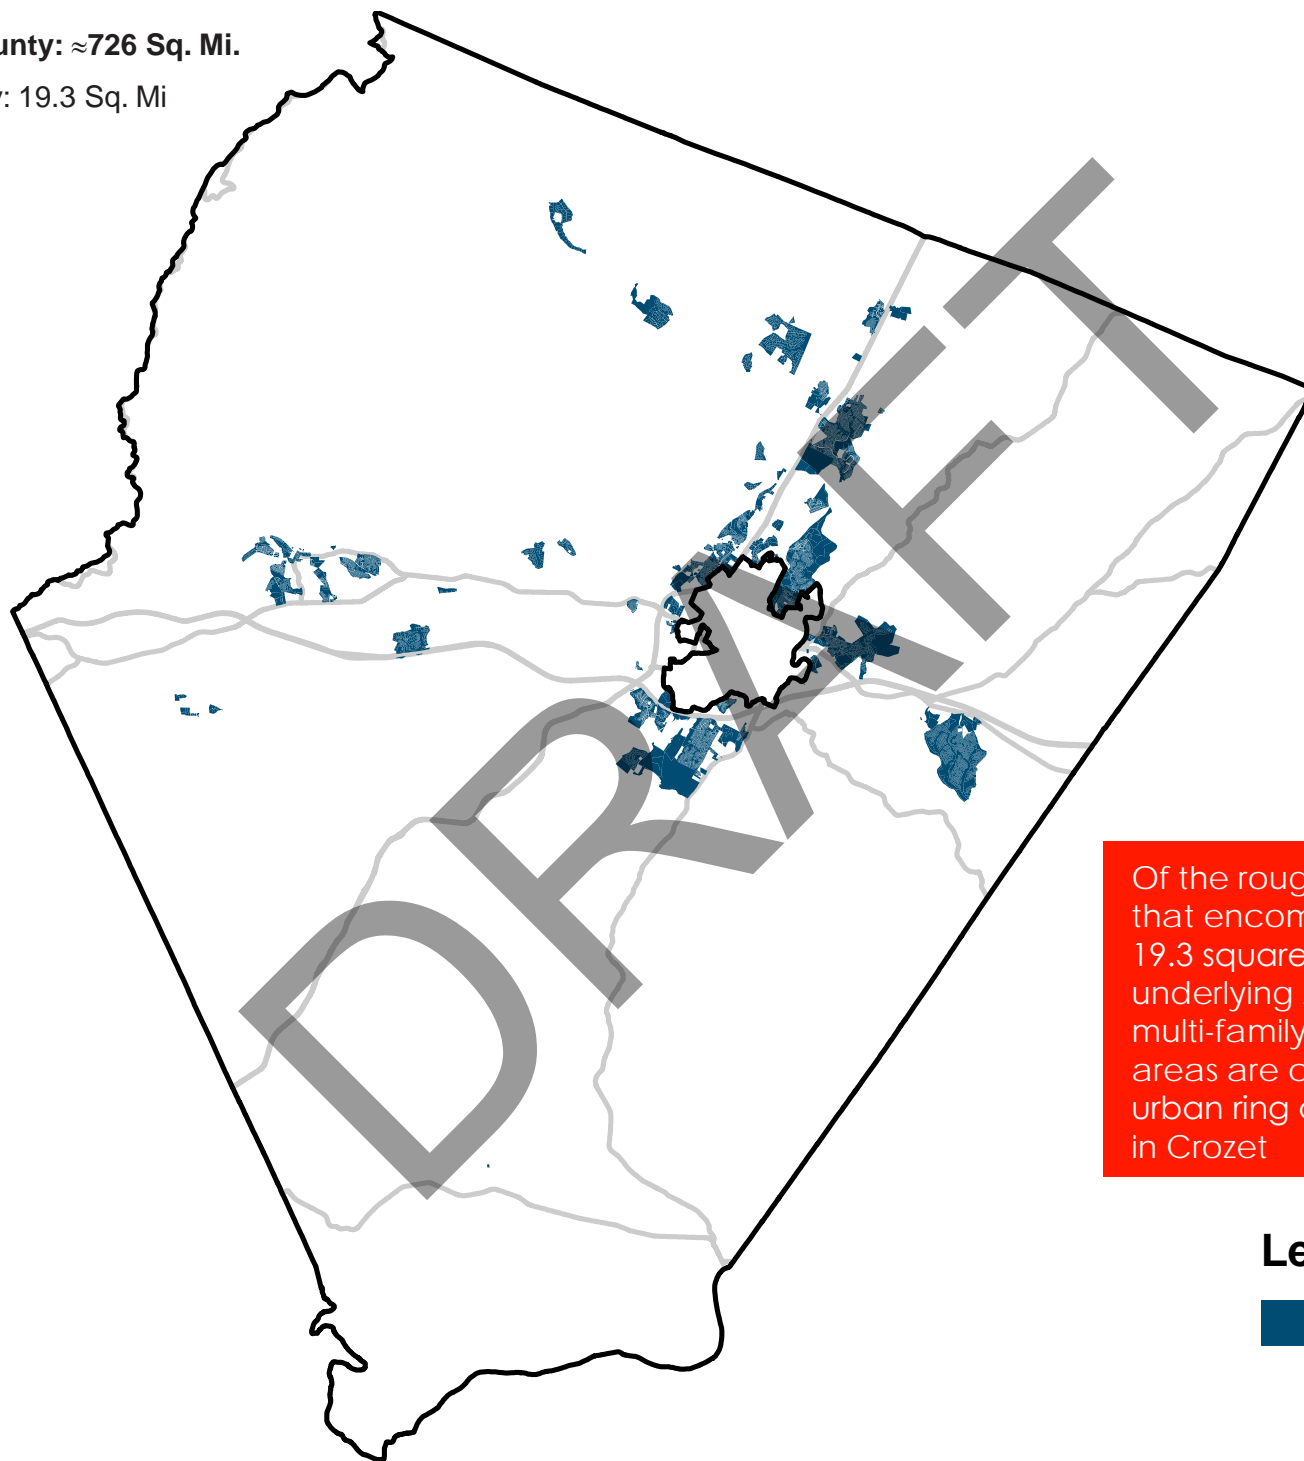 unty: ≈726 Sq. Mi.
y: 19.3 Sq. Mi
DRAFT
Of the roug
that encom
19.3 square
underlying
multi-family
areas are o
urban ring o
in Crozet
Le